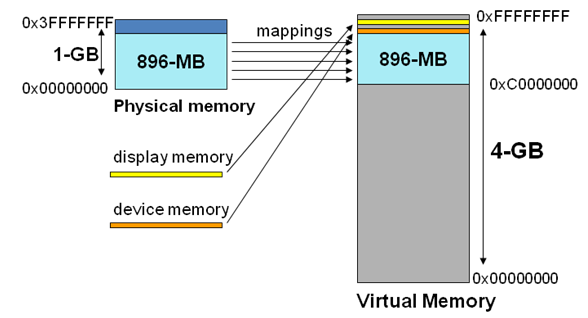 0x3FFFFFFF
1-GB
896-MB
0x00000000
Physical memory
mappings
display memory
device memory
0xFFFFFFFF
896-MB
0xC0000000
4-GB
0x00000000
Virtual Memory